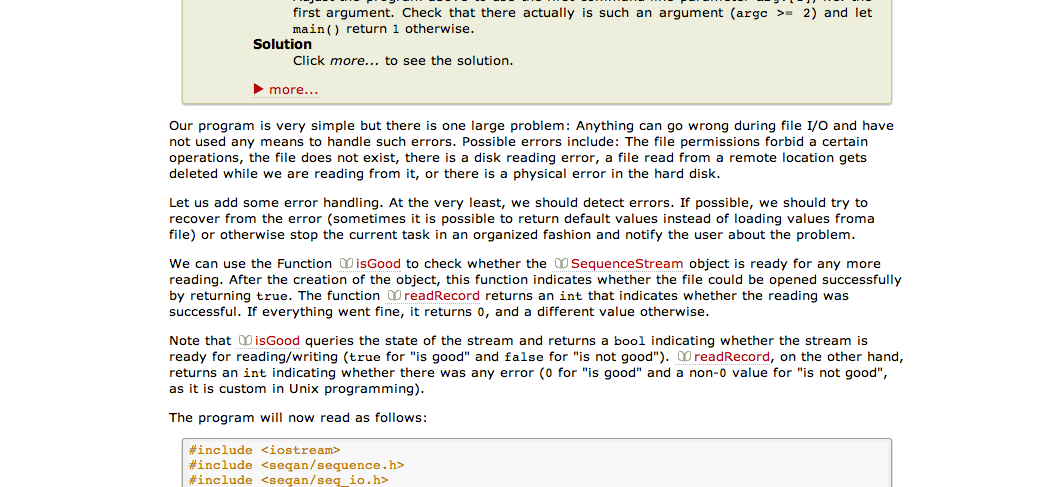 first argument. Check that there actually is such an argument (argc >= 2) and let
main() return 1 otherwise.
Solution
Click more... to see the solution.
more...
Our program is very simple but there is one large problem: Anything can go wrong during file I/O and have
not used any means to handle such errors. Possible errors include: The file permissions forbid a certain
operations, the file does not exist, there is a disk reading error, a file read from a remote location gets
deleted while we are reading from it, or there is a physical error in the hard disk.
Let us add some error handling. At the very least, we should detect errors. If possible, we should try to
recover from the error (sometimes it is possible to return default values instead of loading values froma
file) or otherwise stop the current task in an organized fashion and notify the user about the problem.
We can use the Function isGood to check whether the SequenceStream object is ready for any more
reading. After the creation of the object, this function indicates whether the file could be opened successfully
by returning true. The function readRecord returns an int that indicates whether the reading was
successful. If everything went fine, it returns 0, and a different value otherwise.
Note that isGood queries the state of the stream and returns a bool indicating whether the stream is
ready for reading/writing (true for "is good" and false for "is not good"). readRecord, on the other hand,
returns an int indicating whether there was any error (0 for "is good" and a non-0 value for "is not good",
as it is custom in Unix programming).
The program will now read as follows:
#include <iostream>
#include <seqan/sequence.h>
#include <seqan/seq_io.h>